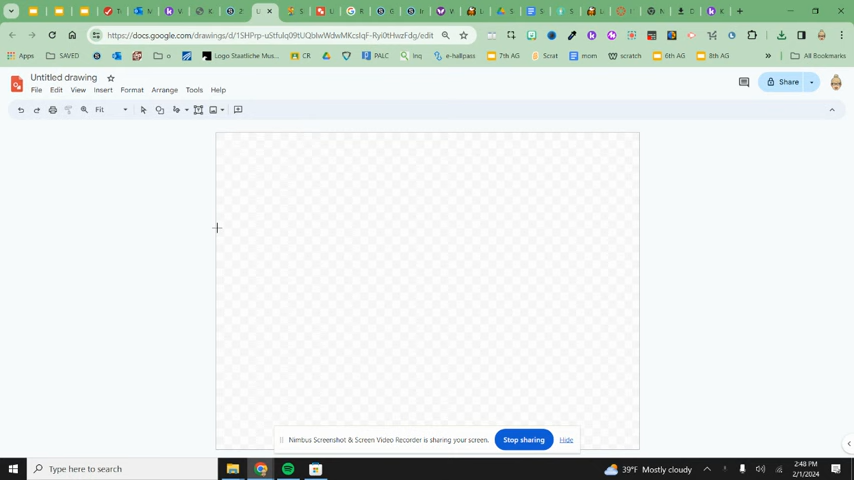 https://docs.google.com/drawings/d/1SHPrp-uStfulq09tUQblwWdwMKcslqF-Ryi0tHwzFdg/edit
Apps SAVED o Logo Staatliche Mus... CR e-hallpass 7th AG Scrat mom scratch 6th AG 8th AG » All Bookmarks
PALC Inq
Untitled drawing
Share
File Edit View Insert Format Arrange Tools Help
Fit
Nimbus Screenshot & Screen Video Recorder is sharing your screen. Stop sharing Hide
Type here to search
39°F Mostly cloudy
2:48 PM
2/1/2024